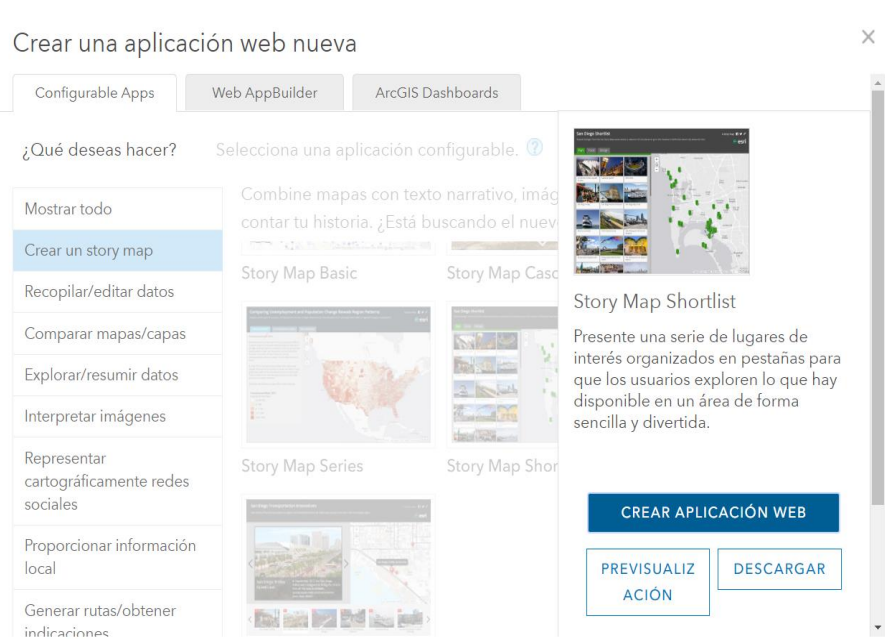 Crear una aplicación web nueva
Configurable Apps
Web AppBuilder
ArcGIS Dashboards
¿Qué deseas hacer?
Selecciona una aplicación configurable.
Mostrar todo
Crear un story map
Recopilar/editar datos
Comparar mapas/capas
Explorar/resumir datos
Interpretar imágenes
Representar
cartográficamente redes
sociales
Proporcionar información
local
Generar rutas/obtener
indicaciones
Combine mapas con texto narrativo, imág
contar tu historia. ¿Está buscando el nuev
Story Map Basic
Story Map Casc
Story Map Series
Story Map Shor
San Diego Shortlist
esri
Story Map Shortlist
Presente una serie de lugares de
interés organizados en pestañas para
que los usuarios exploren lo que hay
disponible en un área de forma
sencilla y divertida.
CREAR APLICACIÓN WEB
PREVISUALIZ
ACIÓN
DESCARGAR